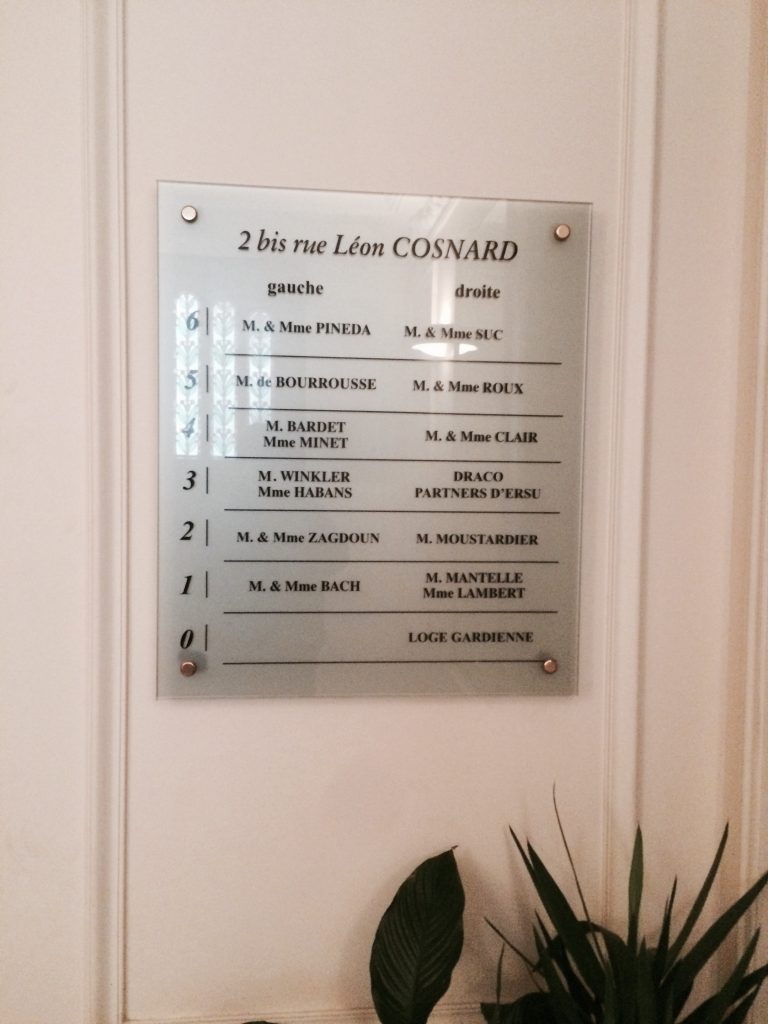 2 bis rue Léon COSNARD
gauche droite
6 M. & Mme PINEDA M. & Mme SUC
5 M. de BOURROUSSE M. & Mme ROUX
4 M. BARDET
Mme MINET M. & Mme CLAIR
3 M. WINKLER DRACO
Mme HABANS PARTNERS D'ERSU
2 M. & Mme ZAGDOUN M. MOUSTARDIER
1 M. & Mme BACH M. MANTELLE
Mme LAMBERT
0 LOGE GARDIENNE